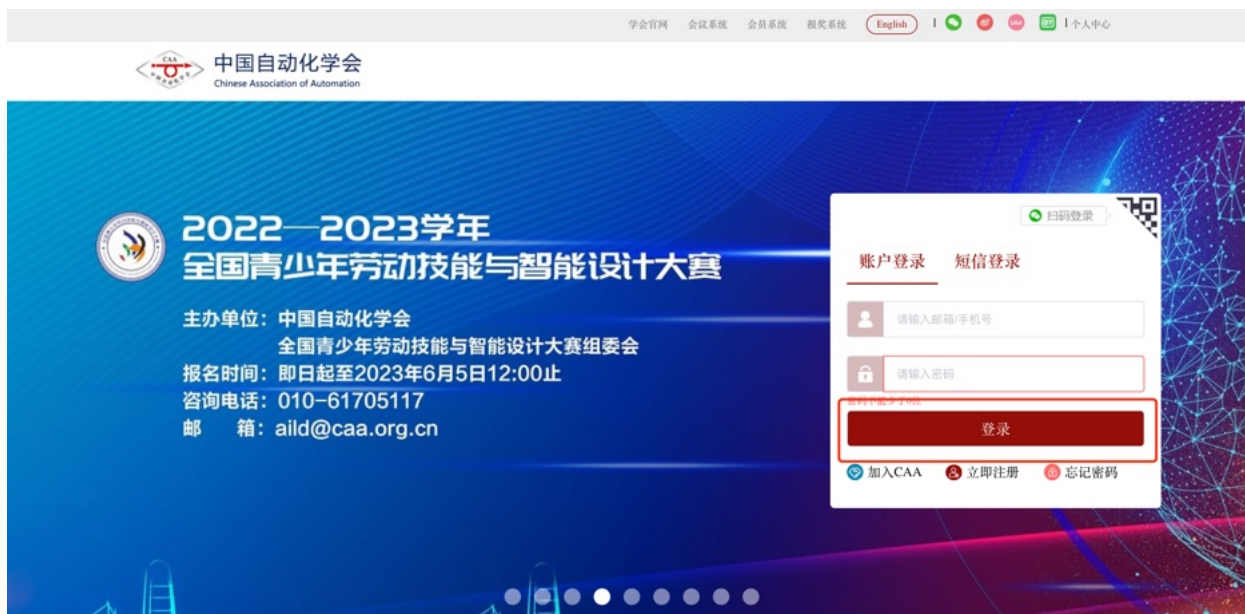 学会官网 会议系统 会员系统 报奖系统 English | | 个人中心
CAA
中国自动化学会
Chinese Association of Automation
扫码登录
2022—2023学年
全国青少年劳动技能与智能设计大赛
账户登录 短信登录
主办单位：中国自动化学会
全国青少年劳动技能与智能设计大赛组委会
报名时间：即日起至2023年6月5日12:00止
咨询电话：010-61705117
邮 箱：aild@caa.org.cn
请输入邮箱/手机号
请输入密码
登录
加入CAA 立即注册 忘记密码